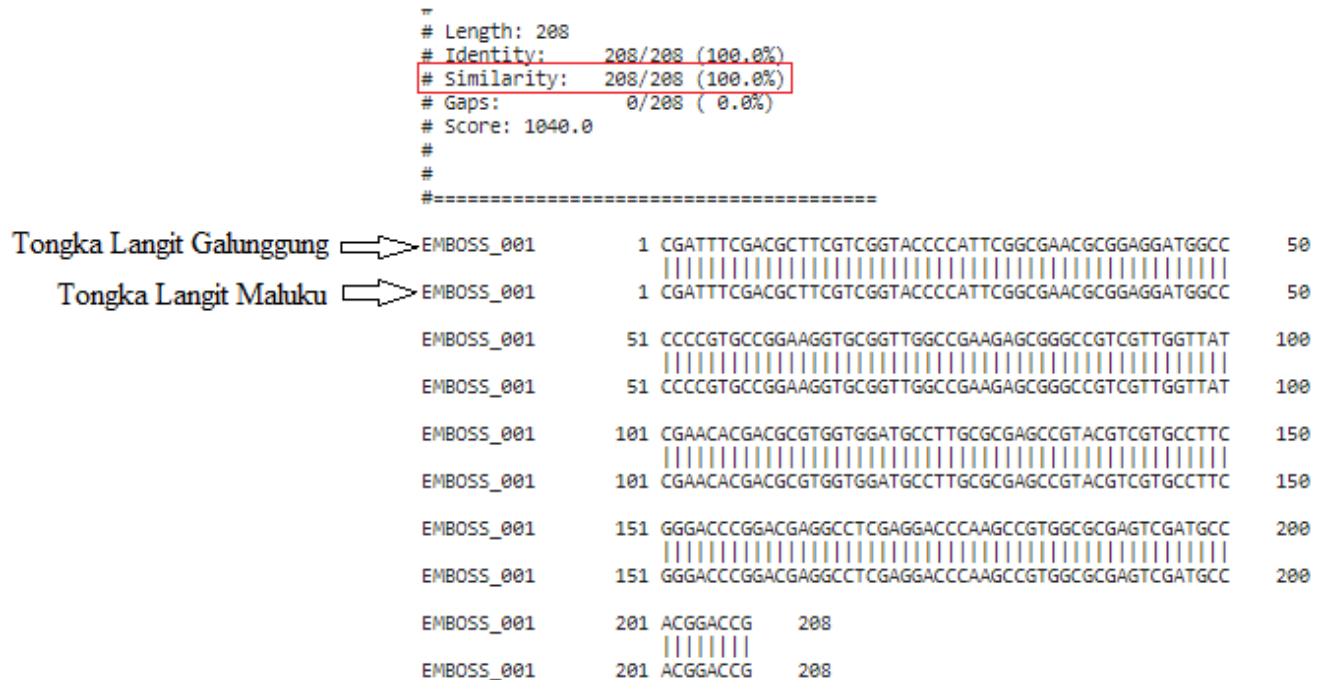 #
# Length: 208
# Identity: 208/208 (100.0%)
# Similarity: 208/208 (100.0%)
# Gaps: 0/208 ( 0.0%)
# Score: 1040.0
#
#
#=======================================
Tongka Langit Galunggung EMBOSS_001 1 CGATTTCGACGCTTCGTCGGTACCCCATTCGGCGAACGCGGAGGATGGCC 50
||||||||||||||||||||||||||||||||||||||||||||||||||
Tongka Langit Maluku EMBOSS_001 1 CGATTTCGACGCTTCGTCGGTACCCCATTCGGCGAACGCGGAGGATGGCC 50
EMBOSS_001 51 CCCCGTGCCGGAAGGTGCGGTTGGCCGAAGAGCGGGCCGTCGTTGGTTAT 100
||||||||||||||||||||||||||||||||||||||||||||||||||
EMBOSS_001 51 CCCCGTGCCGGAAGGTGCGGTTGGCCGAAGAGCGGGCCGTCGTTGGTTAT 100
EMBOSS_001 101 CGAACACGACGCGTGGTGGATGCCTTGCGCGAGCCGTACGTCGTGCCTTC 150
||||||||||||||||||||||||||||||||||||||||||||||||||
EMBOSS_001 101 CGAACACGACGCGTGGTGGATGCCTTGCGCGAGCCGTACGTCGTGCCTTC 150
EMBOSS_001 151 GGGACCCGGACGAGGCCTCGAGGACCCAAGCCGTGGCGCGAGTCGATGCC 200
||||||||||||||||||||||||||||||||||||||||||||||||||
EMBOSS_001 151 GGGACCCGGACGAGGCCTCGAGGACCCAAGCCGTGGCGCGAGTCGATGCC 200
EMBOSS_001 201 ACGGACCG 208
||||||||
EMBOSS_001 201 ACGGACCG 208